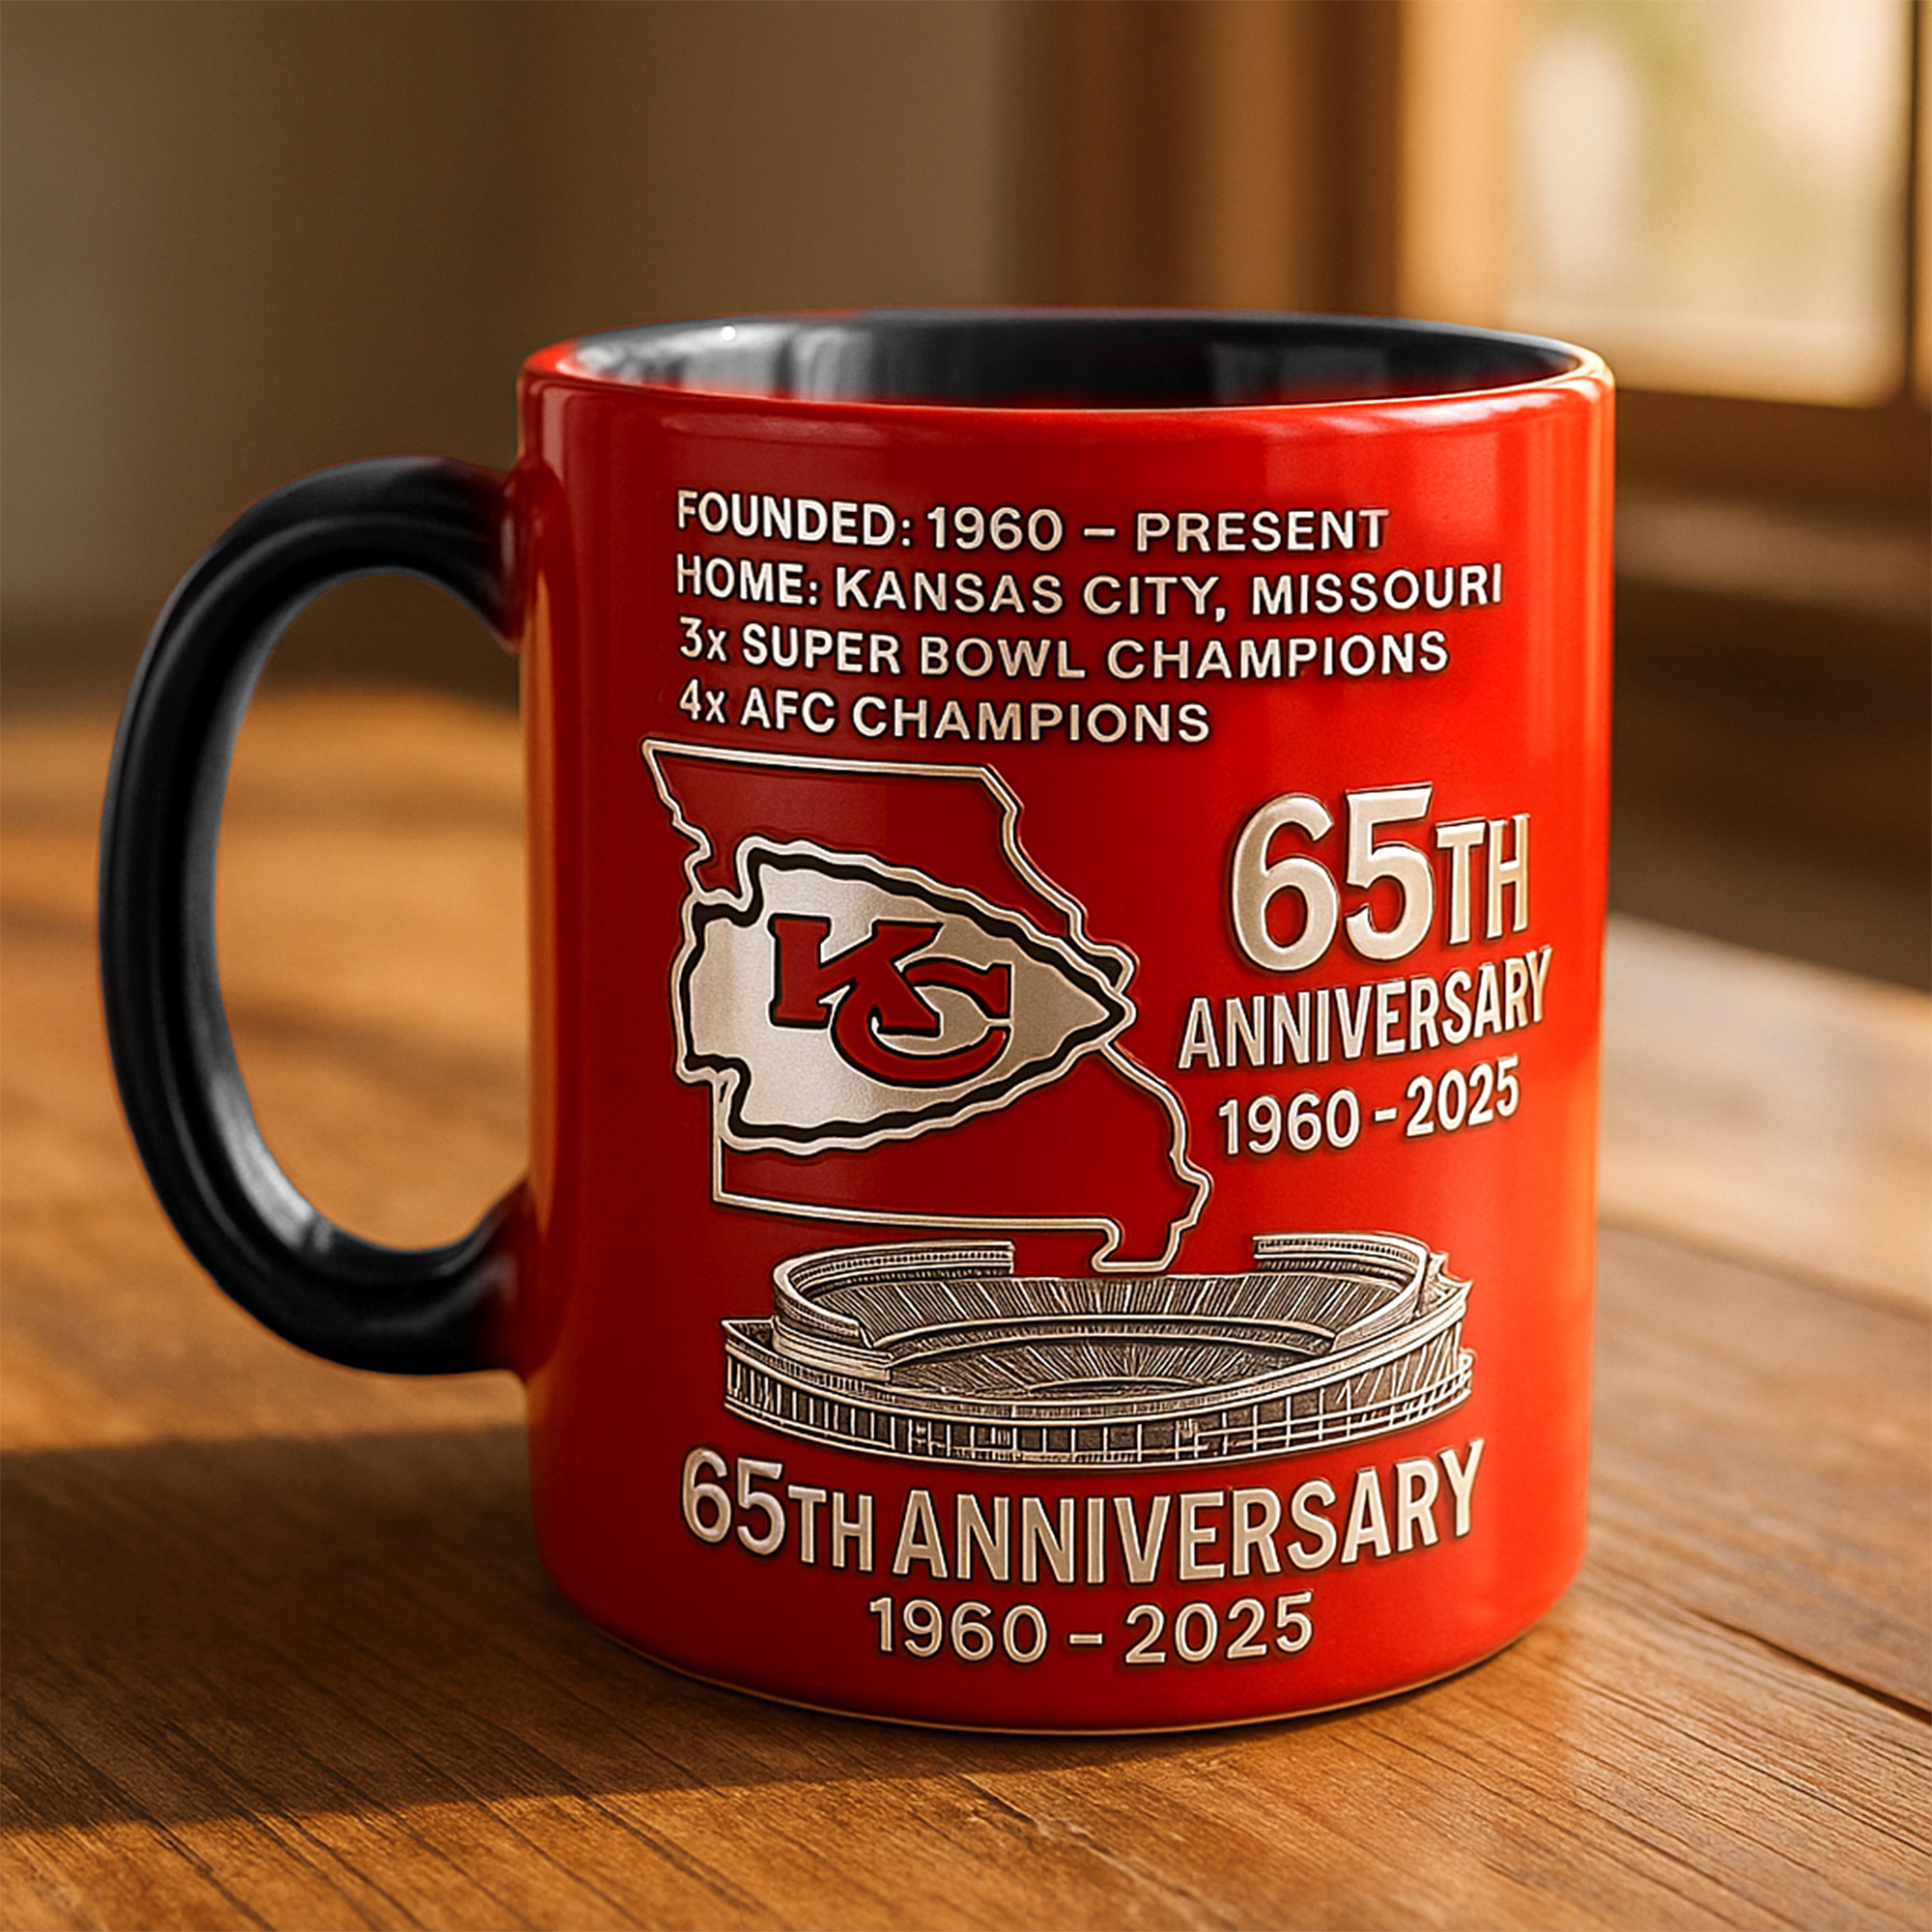 FOUNDED: 1960 – PRESENT
HOME: KANSAS CITY, MISSOURI
3x SUPER BOWL CHAMPIONS
4x AFC CHAMPIONS
KC
65TH
ANNIVERSARY
1960 - 2025
65TH ANNIVERSARY
1960 - 2025